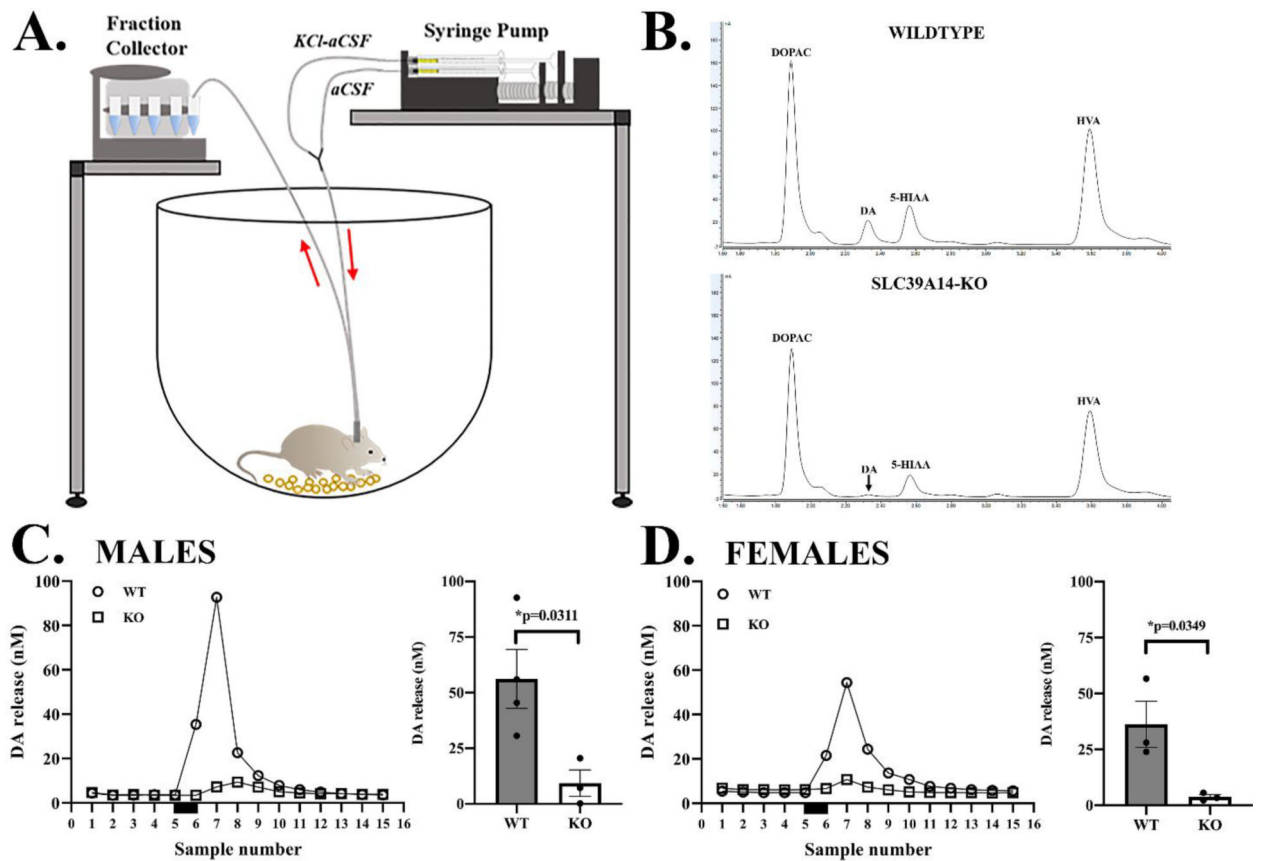 A.
Fraction
Collector
KCl-aCSF
aCSF
Syringe Pump
B.
WILDTYPE
DOPAC
DA
5-HIAA
HVA
SLC39A14-KO
DOPAC
DA
5-HIAA
HVA
C. MALES
DA release (nM)
100
80
60
40
20
0
WT
KO
0 1 2 3 4 5 6 7 8 9 10 11 12 13 14 15 16
Sample number
DA release (nM)
100
75
50
25
0
*p=0.0311
WT KO
D. FEMALES
DA release (nM)
100
80
60
40
20
0
WT
KO
0 1 2 3 4 5 6 7 8 9 10 11 12 13 14 15 16
Sample number
DA release (nM)
100
75
50
25
0
*p=0.0349
WT KO